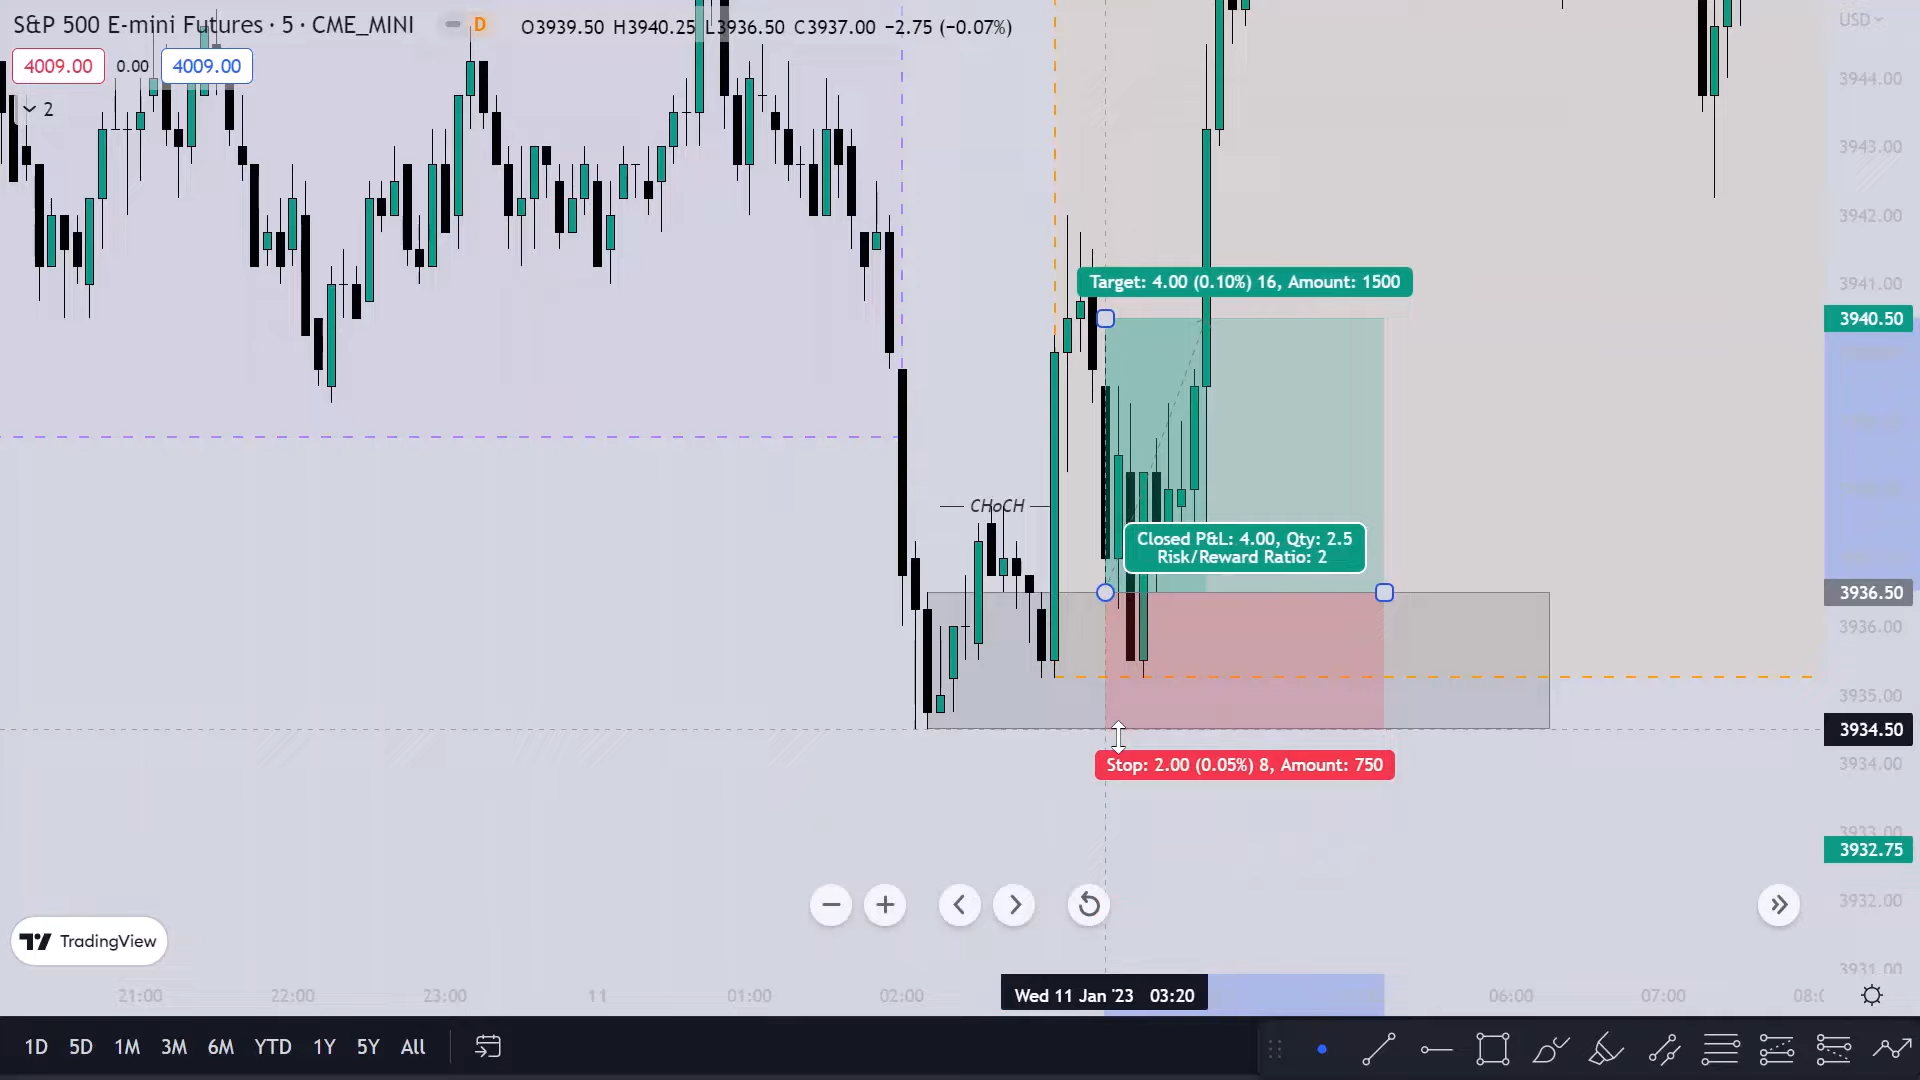 S&P 500 E-mini Futures · 5 · CME_MINI
D
O3939.50 H3940.25 L3936.50 C3937.00 −2.75 (−0.07%)
USD
4009.00 0.00 4009.00
2
3944.00
3943.00
3942.00
3941.00
Target: 4.00 (0.10%) 16, Amount: 1500
3940.50
CHoCH
Closed P&L: 4.00, Qty: 2.5
Risk/Reward Ratio: 2
3936.50
3936.00
3935.00
3934.50
3934.00
Stop: 2.00 (0.05%) 8, Amount: 750
3933.00
3932.75
3932.00
3931.00
TradingView
21:00 22:00 23:00 11 01:00 02:00 Wed 11 Jan '23 03:20 06:00 07:00
1D 5D 1M 3M 6M YTD 1Y 5Y All